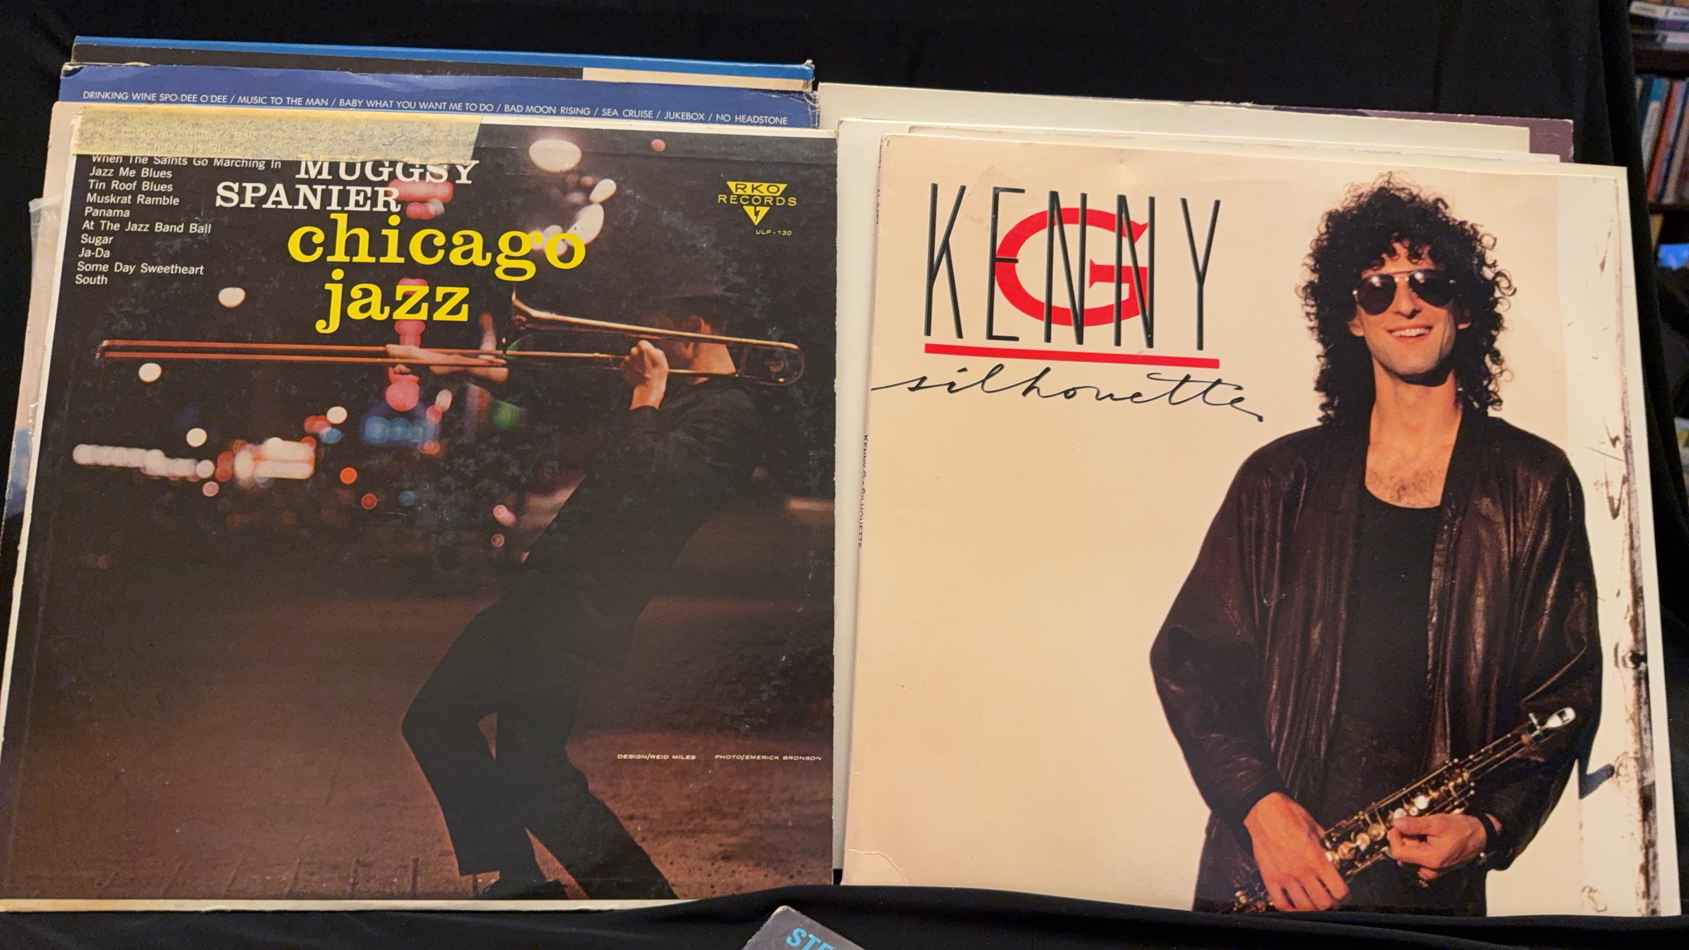 DRINKING WINE SPO-DEE O'DEE / MUSIC TO THE MAN / BABY WHAT YOU WANT ME TO DO / BAD MOON RISING / SEA CRUISE / JUKEBOX / NO HEADSTONE
When The Saints Go Marching In
Jazz Me Blues
Tin Roof Blues
Muskrat Ramble
Panama
At The Jazz Band Ball
Sugar
Ja-Da
Some Day Sweetheart
South
MUGGSY
SPANIER
chicago
jazz
RKO
RECORDS
ULP-130
DESIGN/REID MILES PHOTO/EMERICK BRONSON
KENNY
G
silhouette